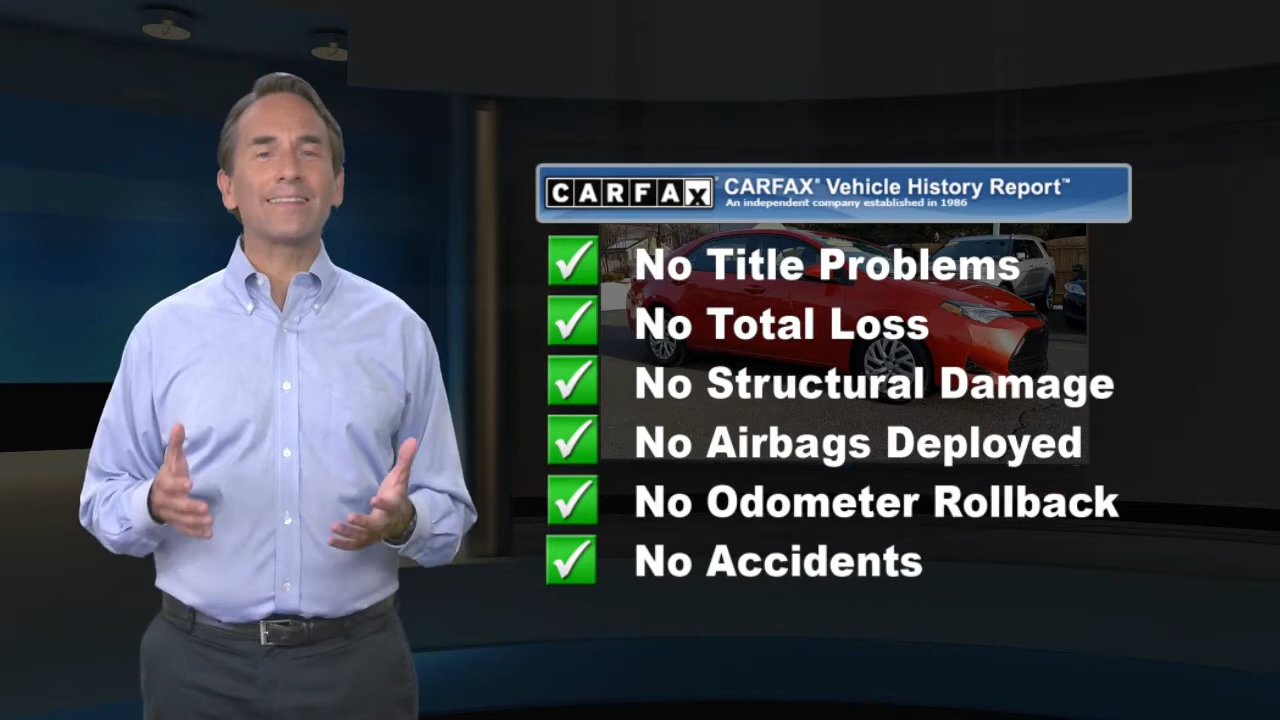 CARFAX® CARFAX® Vehicle History Report™
An independent company established in 1986
No Title Problems
No Total Loss
No Structural Damage
No Airbags Deployed
No Odometer Rollback
No Accidents